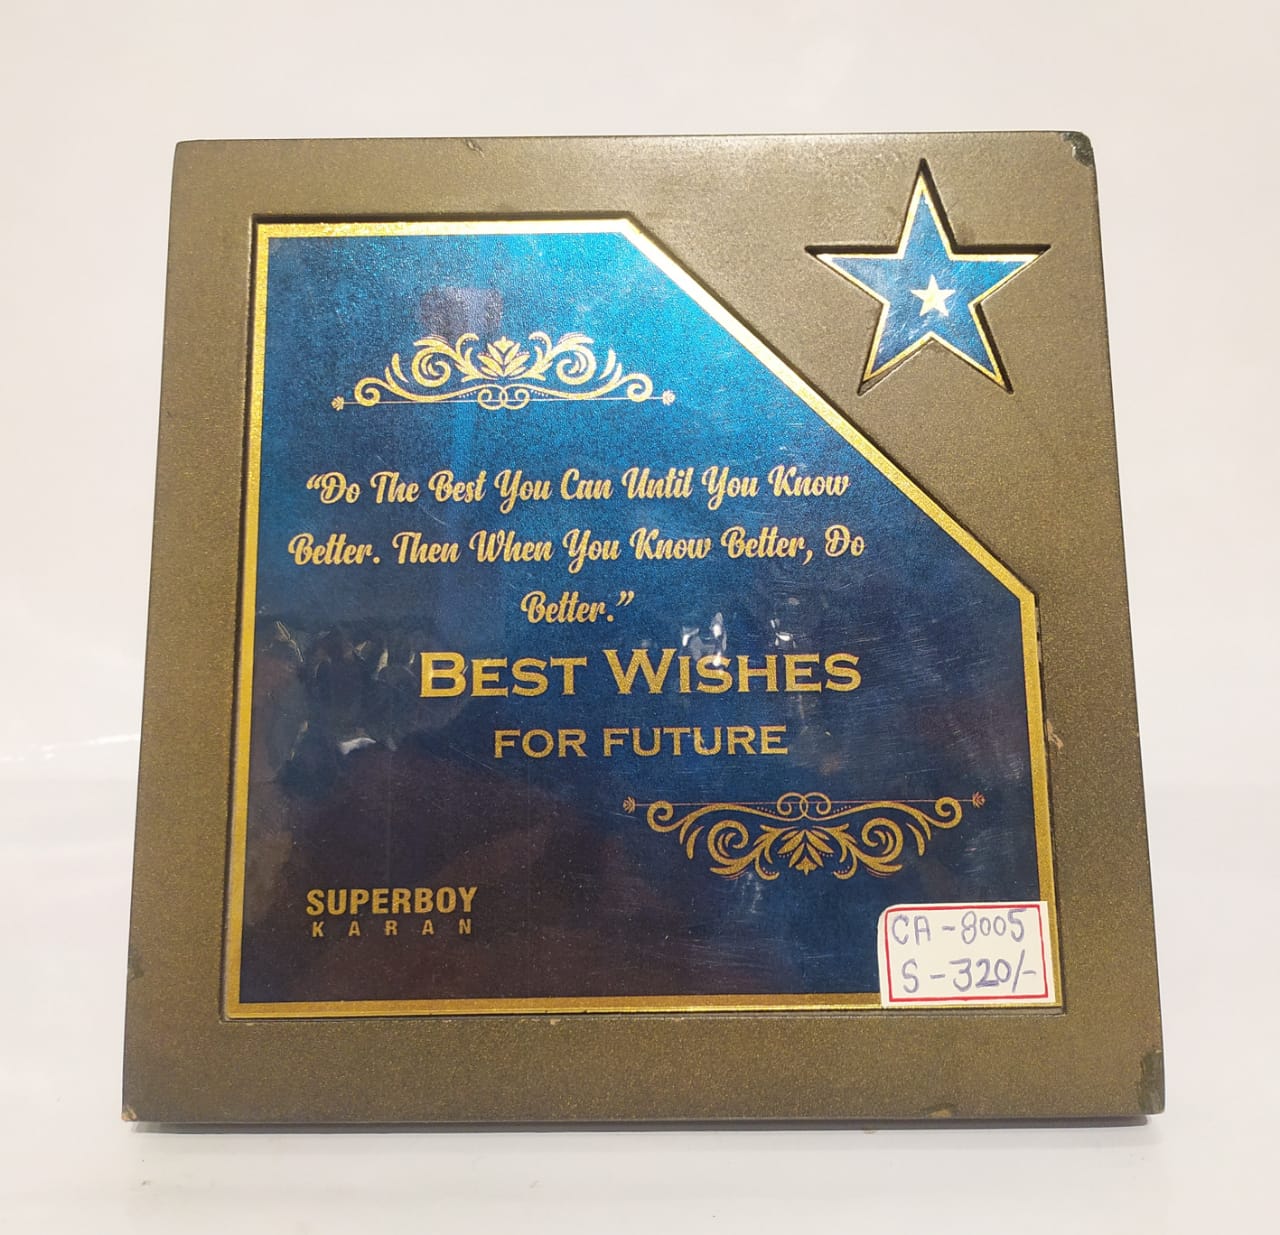 “Do The Best You Can Until You Know
Better. Then When You Know Better, Do
Better.”
BEST WISHES
FOR FUTURE
SUPERBOY
KARAN
CA-8005
S-320/-